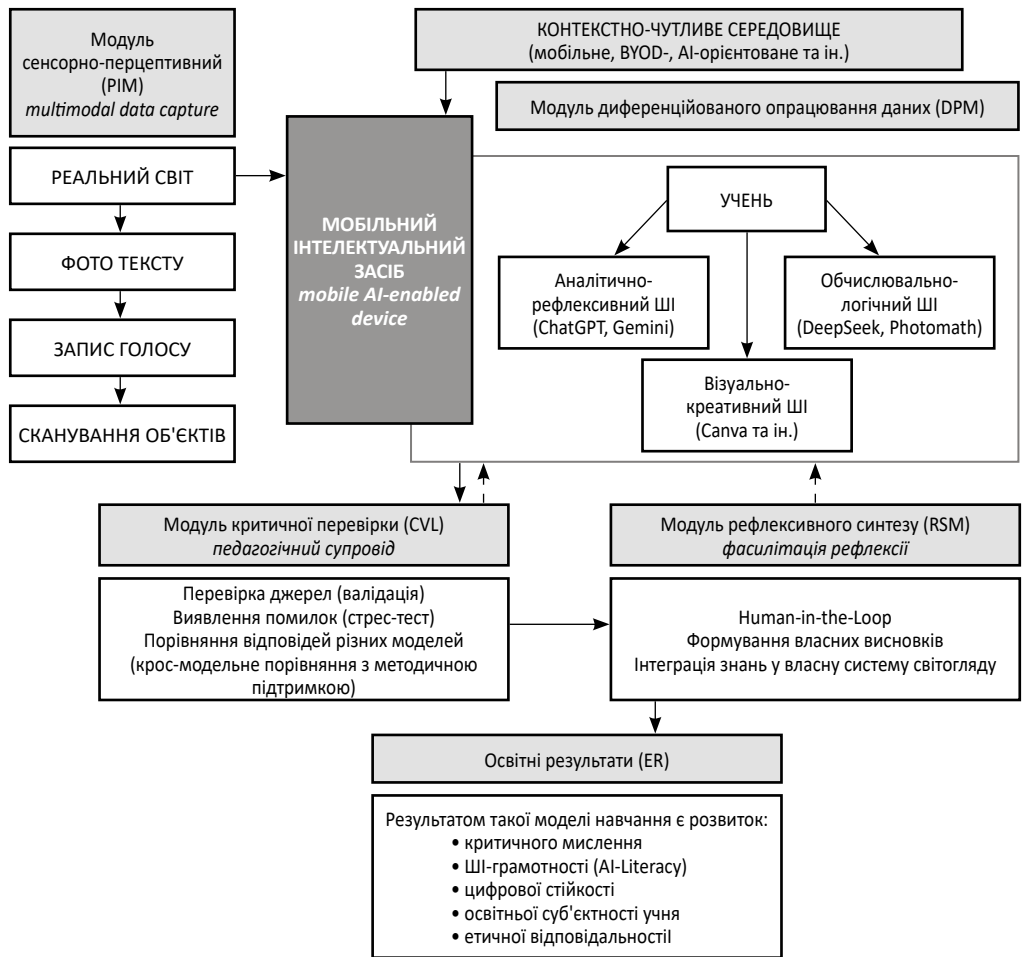 Модуль
сенсорно-перцептивний
(PIM)
multimodal data capture
РЕАЛЬНИЙ СВІТ
ФОТО ТЕКСТУ
ЗАПИС ГОЛОСУ
СКАНУВАННЯ ОБ'ЄКТІВ
КОНТЕКСТНО-ЧУТЛИВЕ СЕРЕДОВИЩЕ
(мобільне, BYOD-, AI-орієнтоване та ін.)
Модуль диференційованого опрацювання даних (DPM)
МОБІЛЬНИЙ
ІНТЕЛЕКТУАЛЬНИЙ
ЗАСІБ
mobile AI-enabled
device
УЧЕНЬ
Аналітично-
рефлексивний ШІ
(ChatGPT, Gemini)
Обчислювально-
логічний ШІ
(DeepSeek, Photomath)
Візуально-
креативний ШІ
(Canva та ін.)
Модуль критичної перевірки (CVL)
педагогічний супровід
Перевірка джерел (валідація)
Виявлення помилок (стрес-тест)
Порівняння відповідей різних моделей
(крос-модельне порівняння з методичною
підтримкою)
Модуль рефлексивного синтезу (RSM)
фасилітація рефлексії
Human-in-the-Loop
Формування власних висновків
Інтеграція знань у власну систему світогляду
Освітні результати (ER)
Результатом такої моделі навчання є розвиток:
• критичного мислення
• ШІ-грамотності (AI-Literacy)
• цифрової стійкості
• освітньої суб'єктності учня
• етичної відповідальностіІ